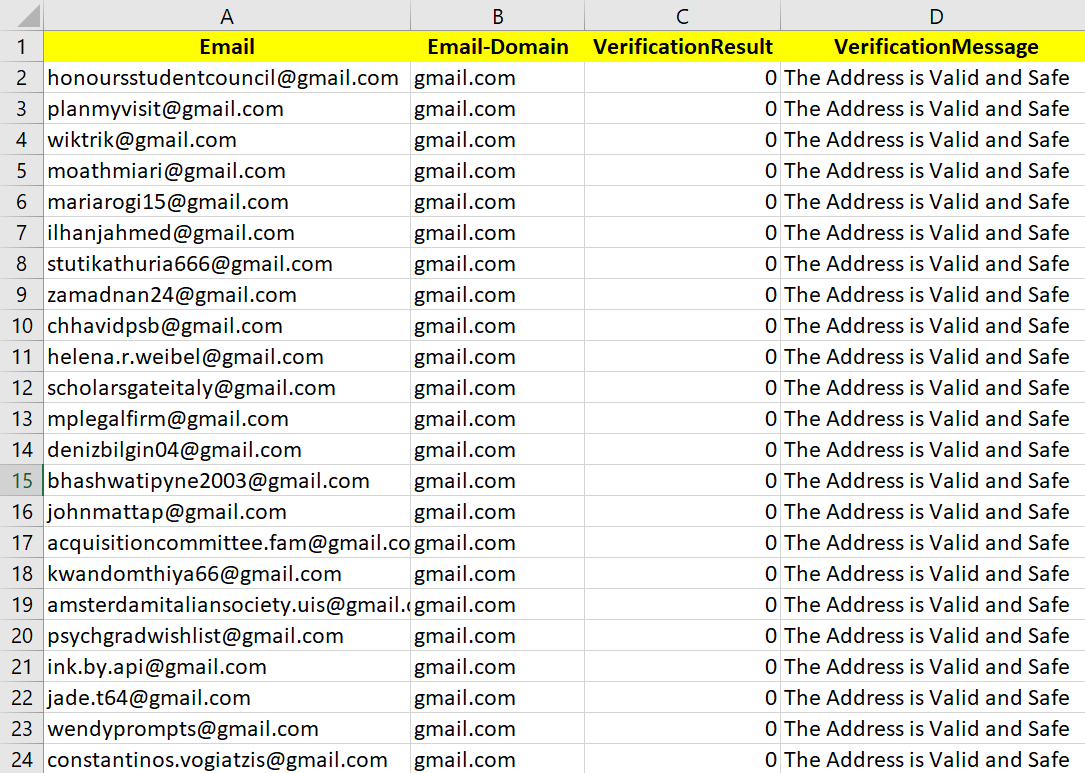 A B C D
1 Email Email-Domain VerificationResult VerificationMessage
2 honoursstudentcouncil@gmail.com gmail.com 0 The Address is Valid and Safe
3 planmyvisit@gmail.com gmail.com 0 The Address is Valid and Safe
4 wiktrik@gmail.com gmail.com 0 The Address is Valid and Safe
5 moathmiari@gmail.com gmail.com 0 The Address is Valid and Safe
6 mariarogi15@gmail.com gmail.com 0 The Address is Valid and Safe
7 ilhanjahmed@gmail.com gmail.com 0 The Address is Valid and Safe
8 stutikathuria666@gmail.com gmail.com 0 The Address is Valid and Safe
9 zamadnan24@gmail.com gmail.com 0 The Address is Valid and Safe
10 chhavidpsb@gmail.com gmail.com 0 The Address is Valid and Safe
11 helena.r.weibel@gmail.com gmail.com 0 The Address is Valid and Safe
12 scholarsgateitaly@gmail.com gmail.com 0 The Address is Valid and Safe
13 mplegalfirm@gmail.com gmail.com 0 The Address is Valid and Safe
14 denizbilgin04@gmail.com gmail.com 0 The Address is Valid and Safe
15 bhashwatipyne2003@gmail.com gmail.com 0 The Address is Valid and Safe
16 johnmattap@gmail.com gmail.com 0 The Address is Valid and Safe
17 acquisitioncommittee.fam@gmail.co gmail.com 0 The Address is Valid and Safe
18 kwandomthiya66@gmail.com gmail.com 0 The Address is Valid and Safe
19 amsterdamitaliansociety.uis@gmail. gmail.com 0 The Address is Valid and Safe
20 psychgradwishlist@gmail.com gmail.com 0 The Address is Valid and Safe
21 ink.by.api@gmail.com gmail.com 0 The Address is Valid and Safe
22 jade.t64@gmail.com gmail.com 0 The Address is Valid and Safe
23 wendyprompts@gmail.com gmail.com 0 The Address is Valid and Safe
24 constantinos.vogiatzis@gmail.com gmail.com 0 The Address is Valid and Safe